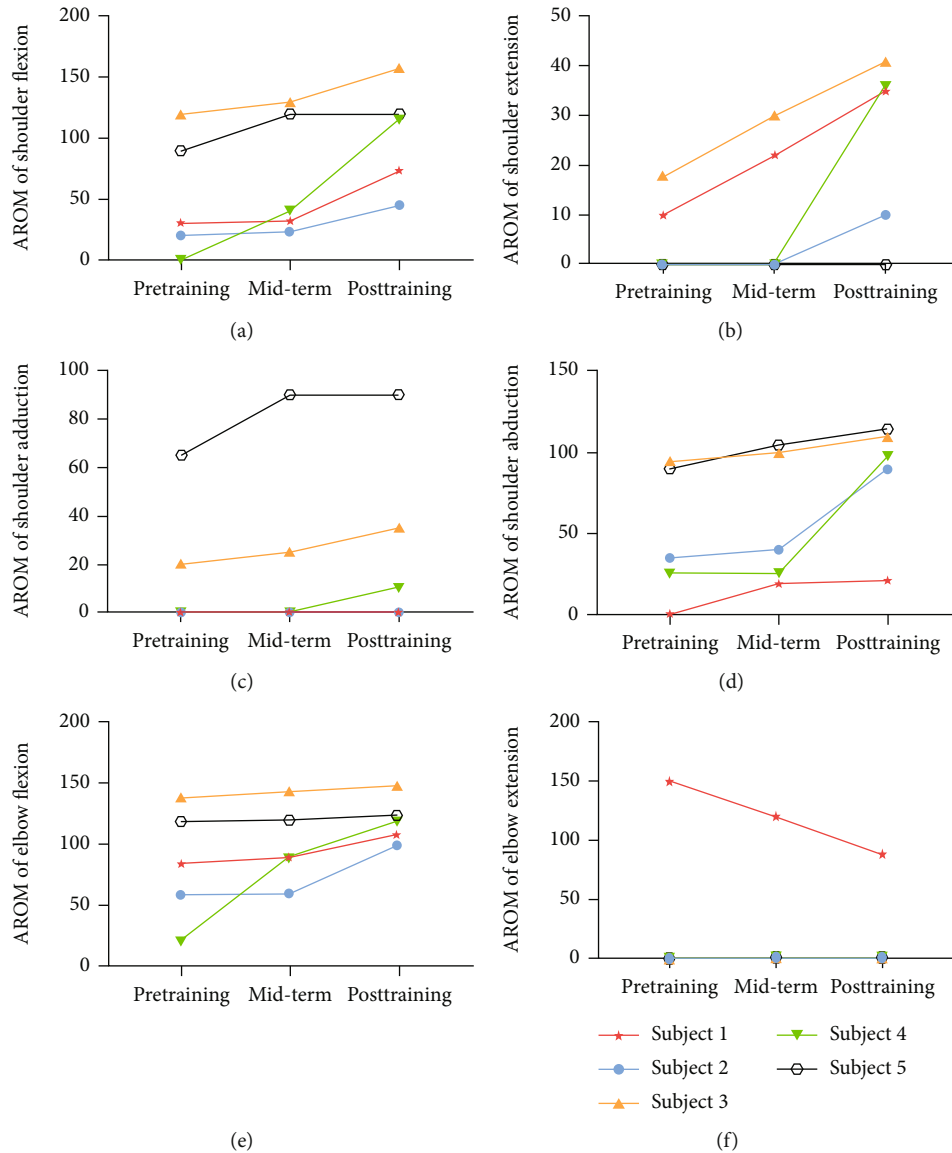 AROM of shoulder flexion
200
150
100
50
0
Pretraining Mid-term Posttraining
(a)
AROM of shoulder extension
50
40
30
20
10
0
Pretraining Mid-term Posttraining
(b)
AROM of shoulder adduction
100
80
60
40
20
0
Pretraining Mid-term Posttraining
(c)
AROM of shoulder abduction
150
100
50
0
Pretraining Mid-term Posttraining
(d)
AROM of elbow flexion
200
150
100
50
0
Pretraining Mid-term Posttraining
(e)
AROM of elbow extension
200
150
100
50
0
Pretraining Mid-term Posttraining
Subject 1
Subject 2
Subject 3
Subject 4
Subject 5
(f)